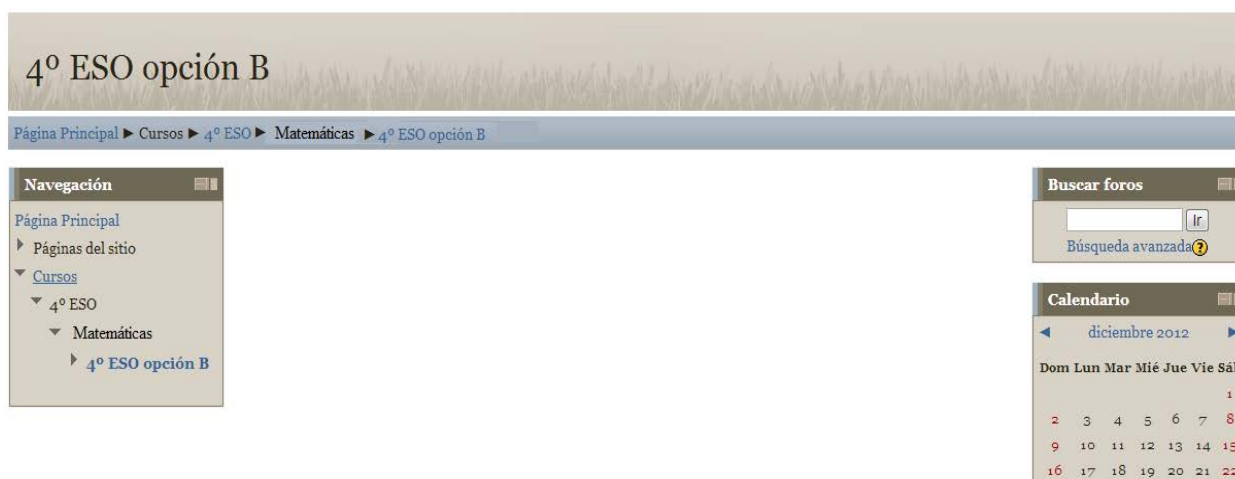 4º ESO opción B
Página Principal ► Cursos ► 4º ESO ► Matemáticas ► 4º ESO opción B
Navegación
Página Principal
Páginas del sitio
Cursos
4º ESO
Matemáticas
4º ESO opción B
Buscar foros
Ir
Búsqueda avanzada
Calendario
diciembre 2012
Dom Lun Mar Mié Jue Vie Sáb
1
2 3 4 5 6 7 8
9 10 11 12 13 14 15
16 17 18 19 20 21 22